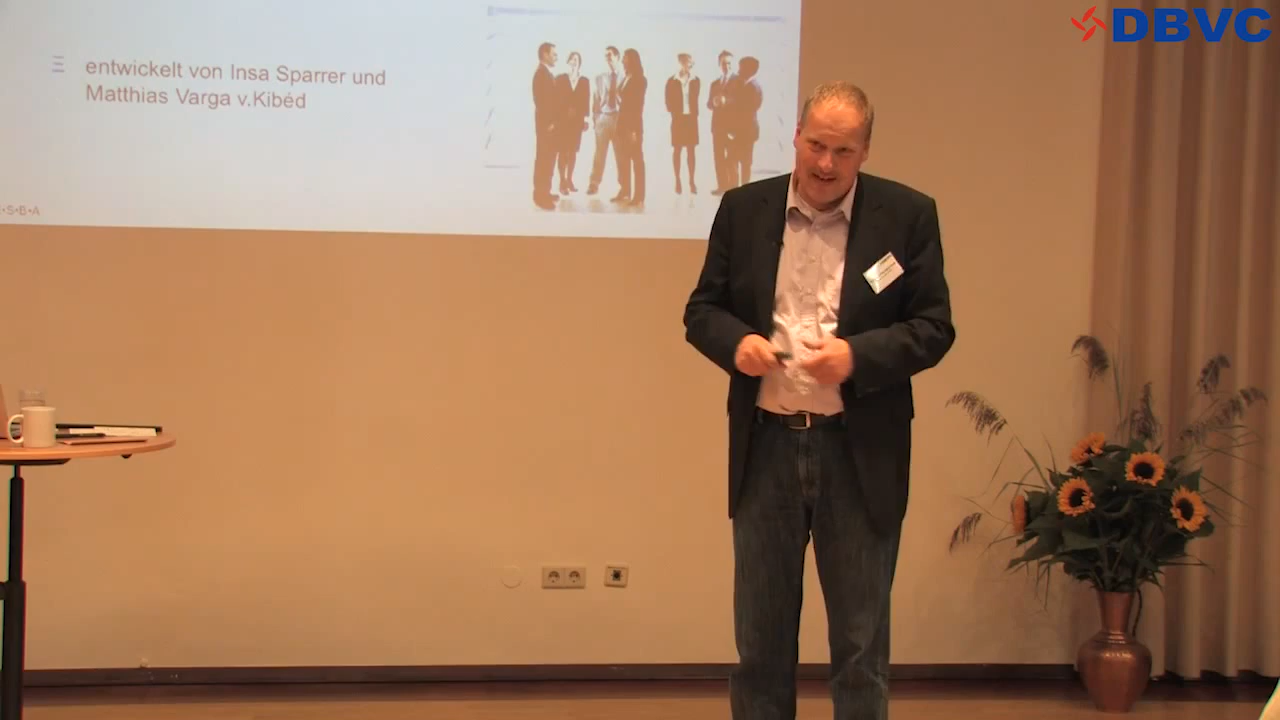 DBVC
entwickelt von Insa Sparrer und
Matthias Varga v.Kibéd
S•B•A